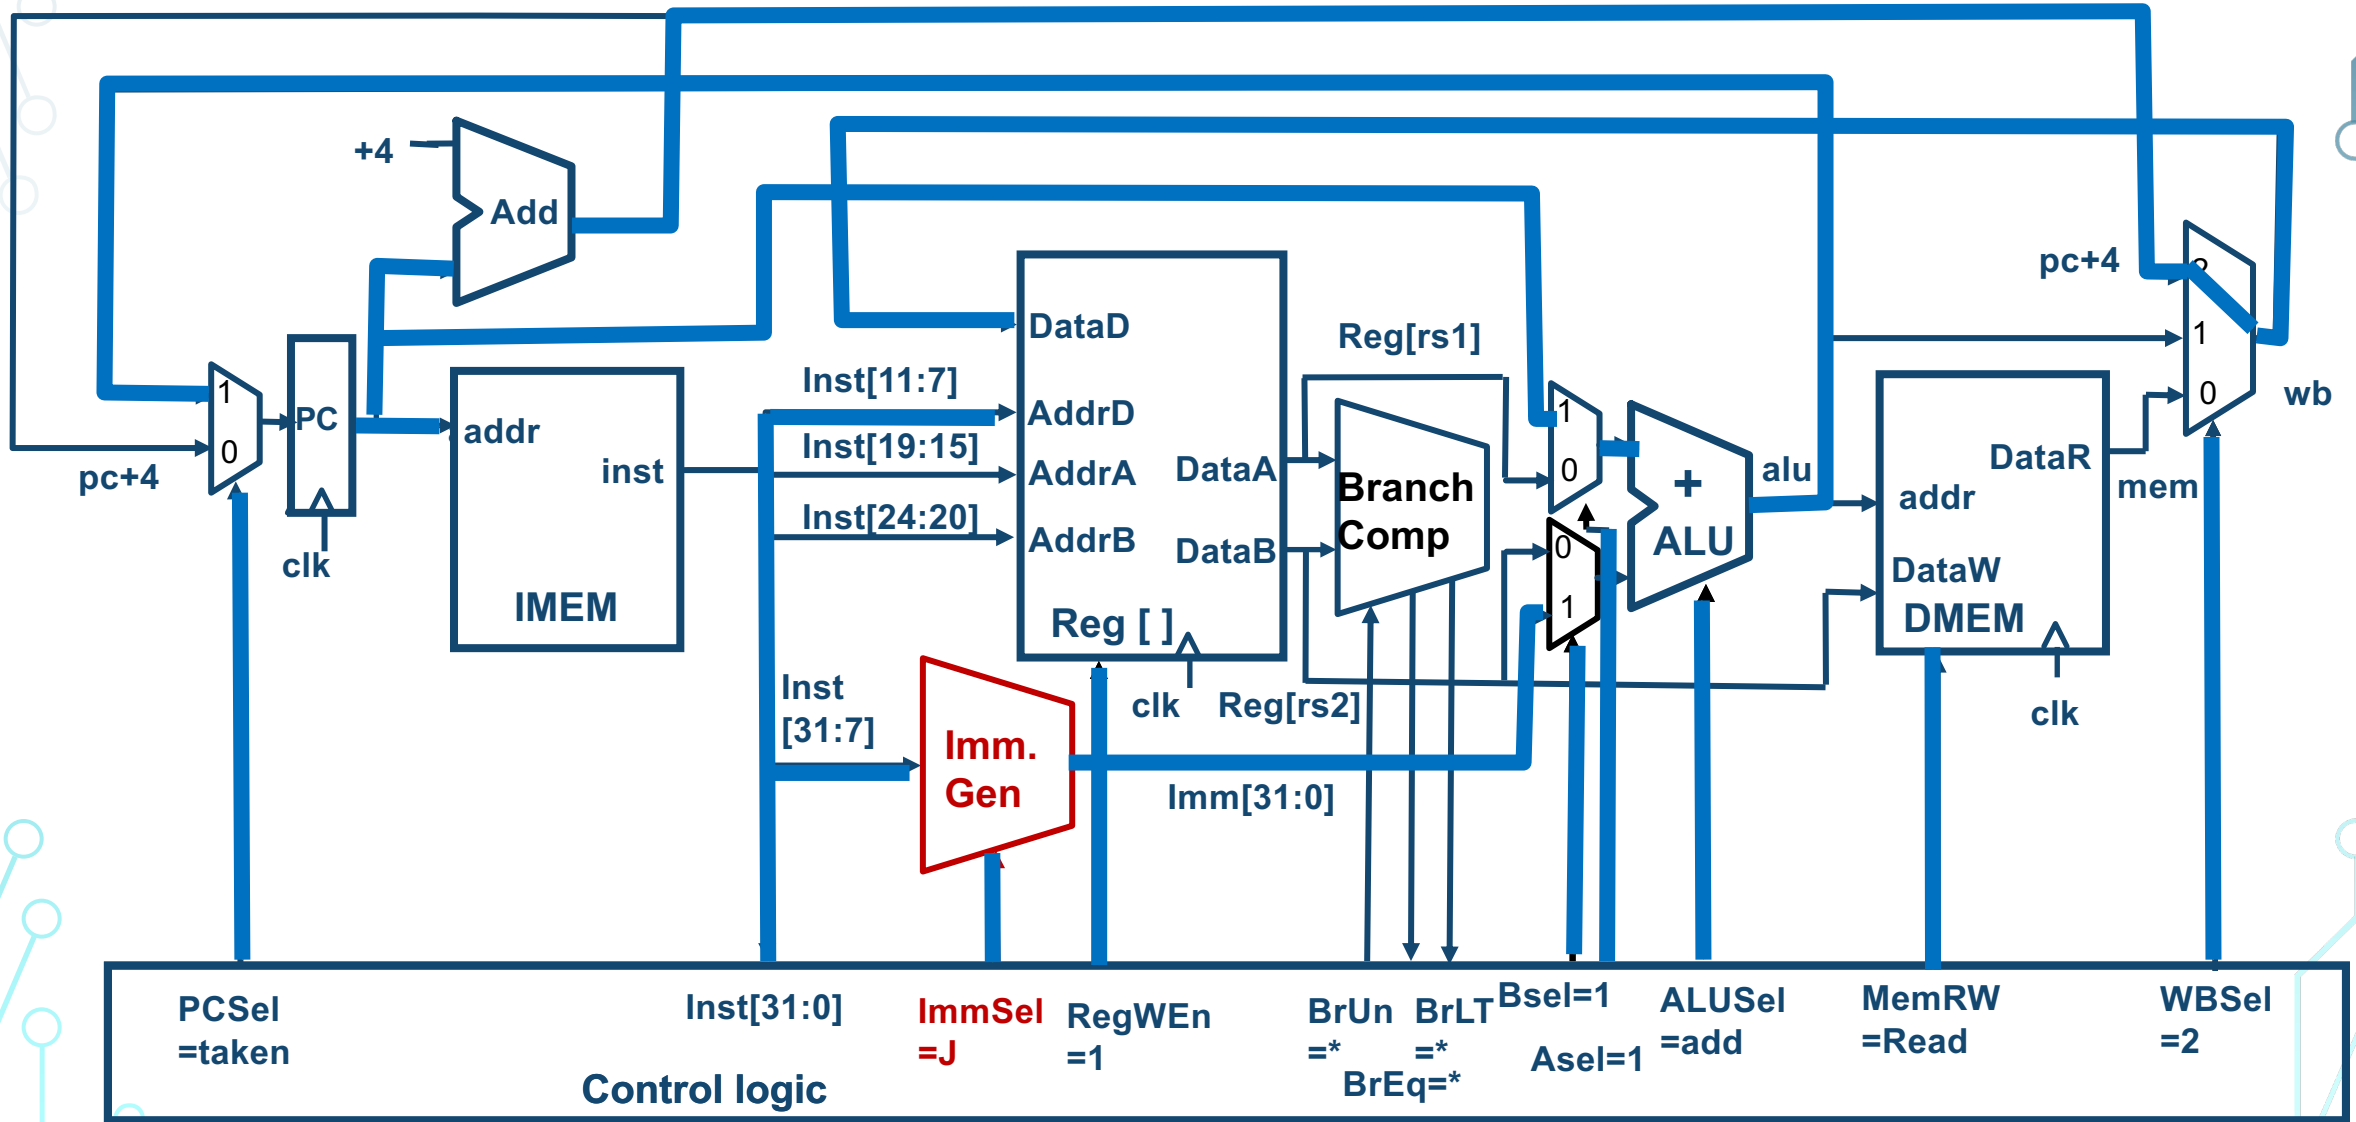 +4
Add
pc+4
2
1
0
wb
1
0
pc+4
PC
clk
addr
inst
IMEM
Inst[11:7]
Inst[19:15]
Inst[24:20]
DataD
AddrD
AddrA
AddrB
DataA
DataB
Reg [ ]
clk
Reg[rs1]
Reg[rs2]
Branch
Comp
1
0
0
1
+
ALU
alu
addr
DataW
DataR
DMEM
mem
clk
Inst
[31:7]
Imm.
Gen
Imm[31:0]
PCSel
=taken
Inst[31:0]
ImmSel
=J
RegWEn
=1
BrUn
=*
BrLT
=*
BrEq=*
Bsel=1
Asel=1
ALUSel
=add
MemRW
=Read
WBSel
=2
Control logic